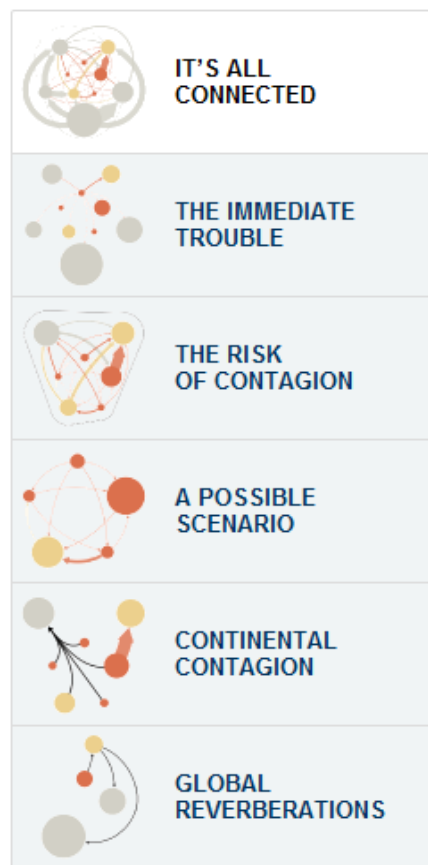 IT'S ALL
CONNECTED
THE IMMEDIATE
TROUBLE
THE RISK
OF CONTAGION
A POSSIBLE
SCENARIO
CONTINENTAL
CONTAGION
GLOBAL
REVERBERATIONS